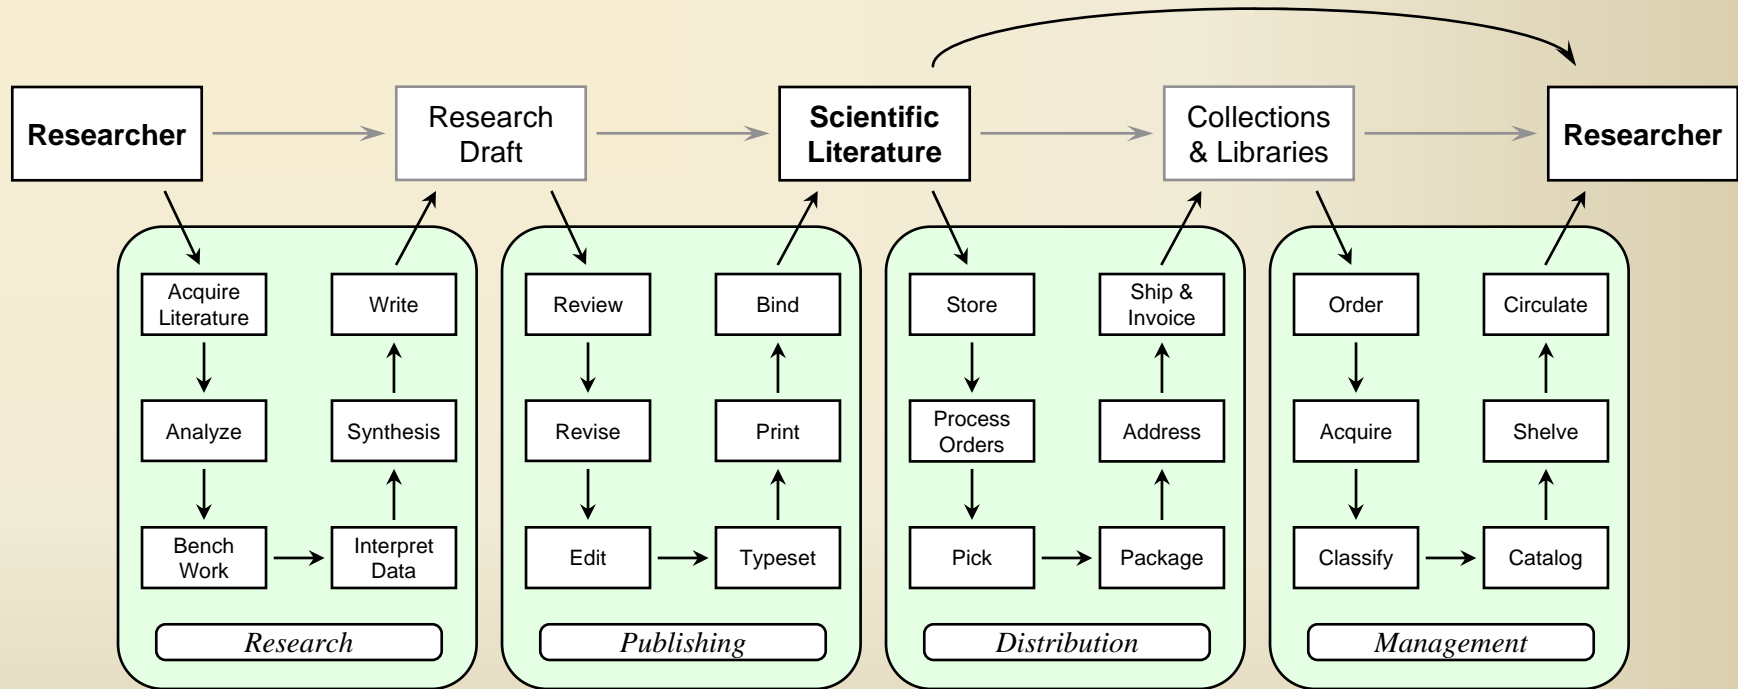 Researcher
Research
Draft
Scientific
Literature
Collections
& Libraries
Researcher
Acquire
Literature
Write
Analyze
Synthesis
Bench
Work
Interpret
Data
Research
Review
Bind
Revise
Print
Edit
Typeset
Publishing
Store
Ship &
Invoice
Process
Orders
Address
Pick
Package
Distribution
Order
Circulate
Acquire
Shelve
Classify
Catalog
Management